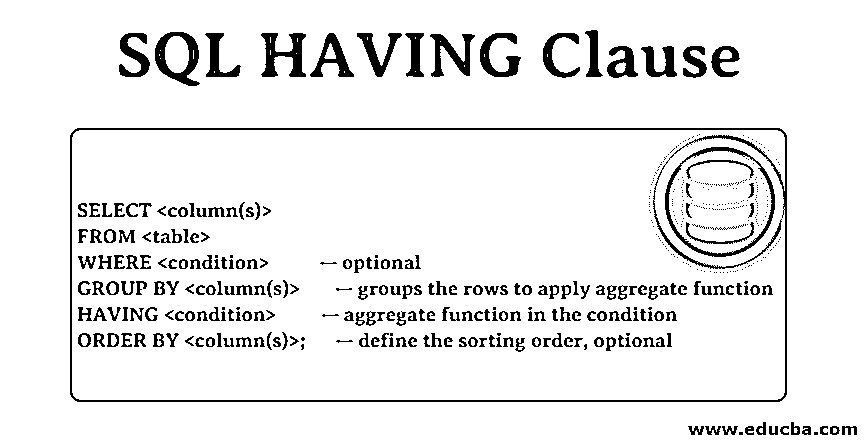 SQL HAVING Clause
SELECT <column(s)>
FROM <table>
WHERE <condition> ← optional
GROUP BY <column(s)> ← groups the rows to apply aggregate function
HAVING <condition> ← aggregate function in the condition
ORDER BY <column(s)>; ← define the sorting order, optional
www.educba.com